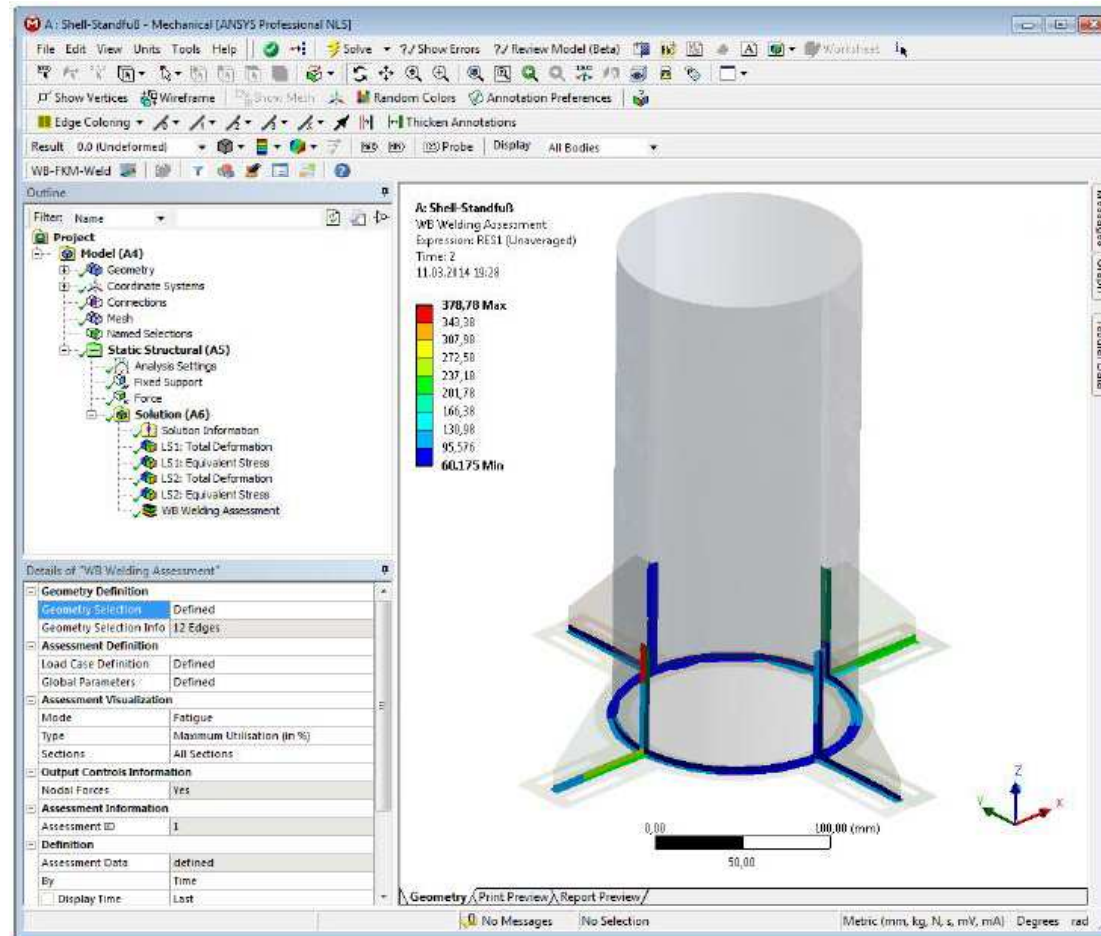 A : Shell-Standfuß - Mechanical [ANSYS Professional NLS]
File Edit View Units Tools Help Solve ?/ Show Errors ?/ Review Model (Beta) A Worksheet
Show Vertices Wireframe Show Mesh Random Colors Annotation Preferences
Edge Coloring Thicken Annotations
Result 0.0 (Undeformed) Probe Display All Bodies
WB-FKM-Weld
Outline
Filter: Name
Project
Model (A4)
Geometry
Coordinate Systems
Connections
Mesh
Named Selections
Static Structural (A5)
Analysis Settings
Fixed Support
Force
Solution (A6)
Solution Information
LS1: Total Deformation
LS1: Equivalent Stress
LS2: Total Deformation
LS2: Equivalent Stress
WB Welding Assessment
Details of "WB Welding Assessment"
Geometry Definition
Geometry Selection Defined
Geometry Selection Info 12 Edges
Assessment Definition
Load Case Definition Defined
Global Parameters Defined
Assessment Visualization
Mode Fatigue
Type Maximum Utilisation (in %)
Sections All Sections
Output Controls Information
Nodal Forces Yes
Assessment Information
Assessment ID 1
Definition
Assessment Data defined
By Time
Display Time Last
A: Shell-Standfuß
WB Welding Assessment
Expression: RES1 (Unaveraged)
Time: 2
11.03.2014 19:28
378,78 Max
343,38
307,98
272,58
237,18
201,78
166,38
130,98
95,576
60,175 Min
Z
Y
X
0,00 100,00 (mm)
50,00
Geometry Print Preview Report Preview
Messages
Graph
No Messages No Selection Metric (mm, kg, N, s, mV, mA) Degrees rad